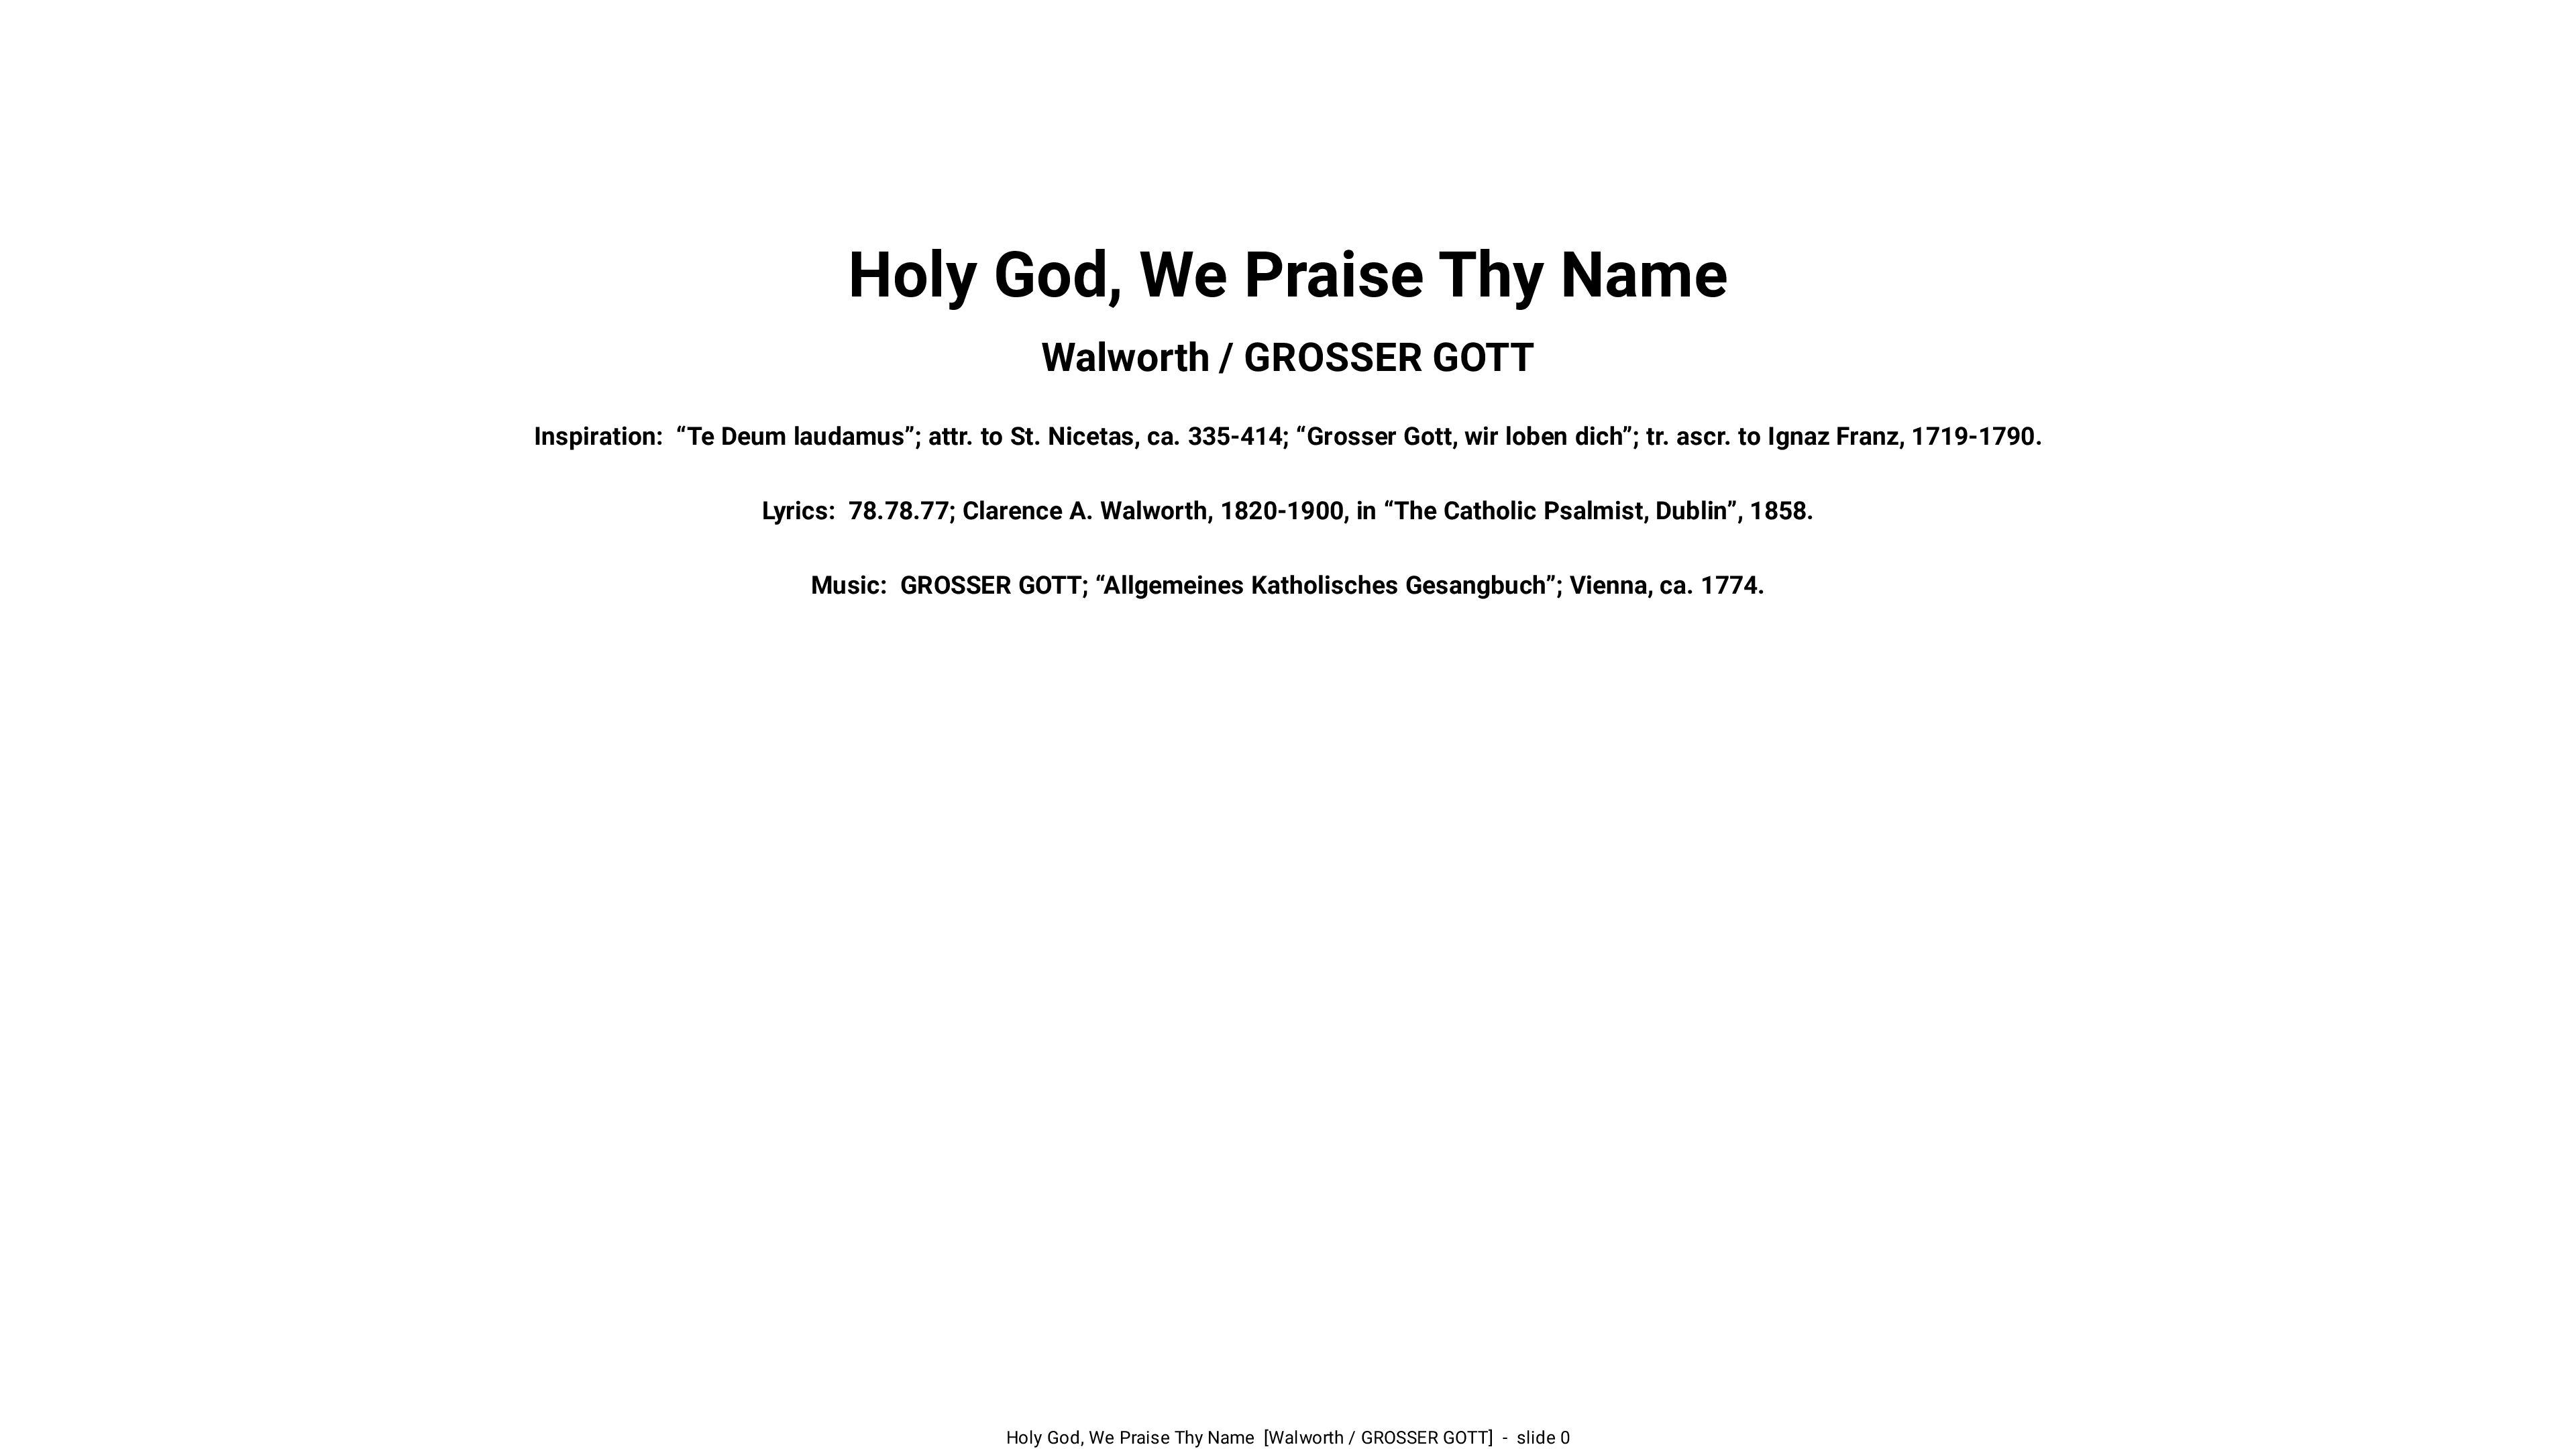 Holy God, We Praise Thy Name
Walworth / GROSSER GOTT
Inspiration:  “Te Deum laudamus”; attr. to St. Nicetas, ca. 335-414; “Grosser Gott, wir loben dich”; tr. ascr. to Ignaz Franz, 1719-1790.
Lyrics:  78.78.77; Clarence A. Walworth, 1820-1900, in “The Catholic Psalmist, Dublin”, 1858.
Music:  GROSSER GOTT; “Allgemeines Katholisches Gesangbuch”; Vienna, ca. 1774.
Holy God, We Praise Thy Name  [Walworth / GROSSER GOTT]  -  slide 0